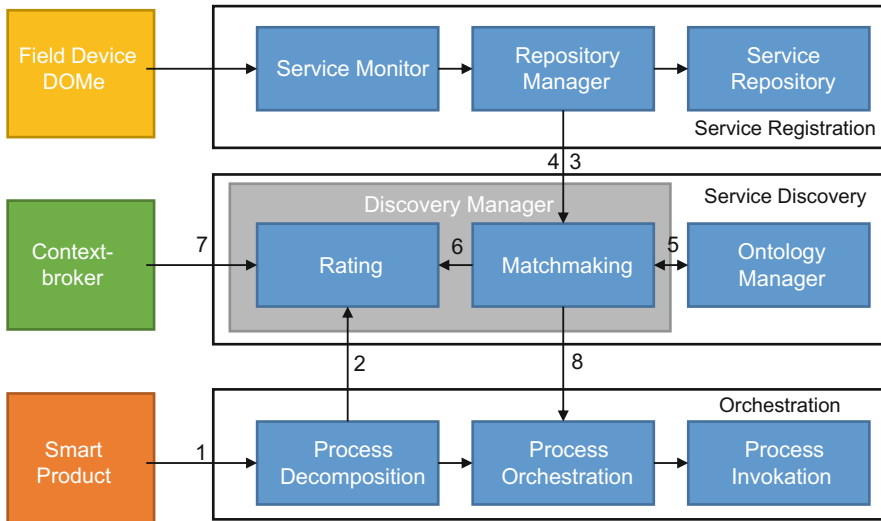 Field Device
DOMe
Service Monitor
Repository
Manager
Service
Repository
Service Registration
4 3
Service Discovery
Discovery Manager
Context-
broker
7
Rating
6
Matchmaking
5
Ontology
Manager
2
8
Orchestration
Smart
Product
1
Process
Decomposition
Process
Orchestration
Process
Invokation